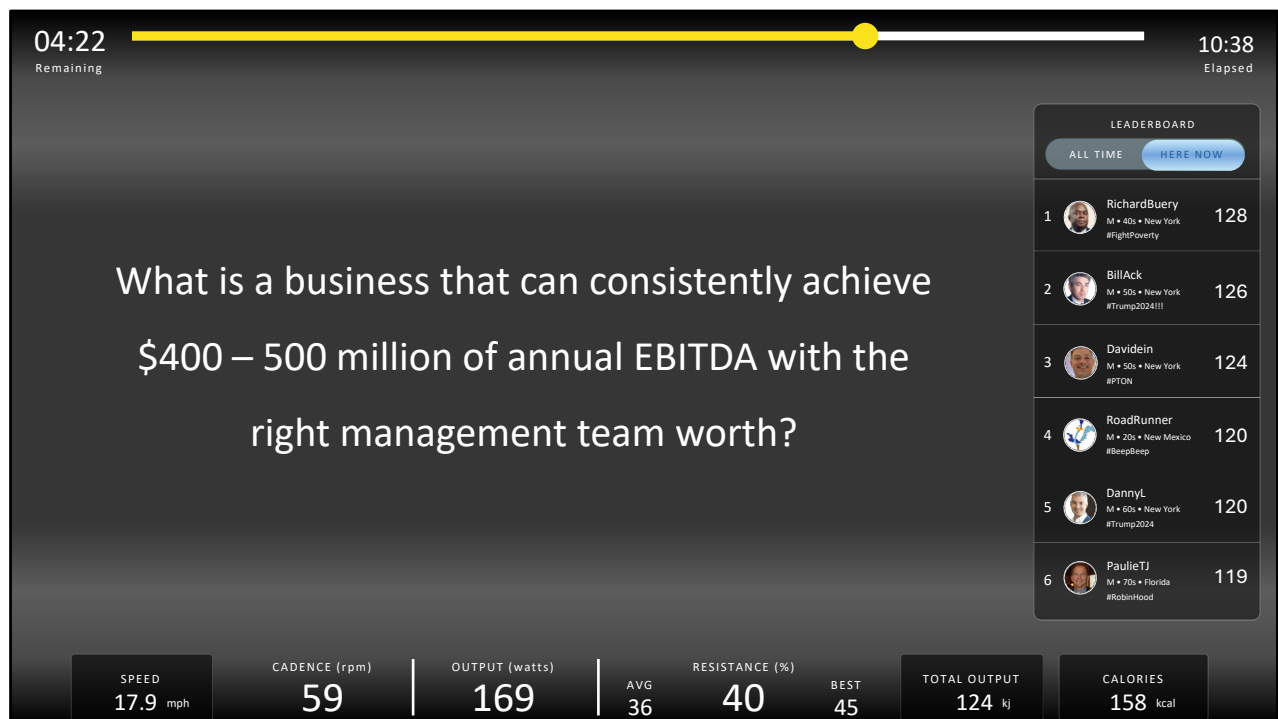 04:22
Remaining
10:38
Elapsed
LEADERBOARD
ALL TIME
HERE NOW
1
RichardBuery
M • 40s • New York
#FightPoverty
128
2
BillAck
M • 50s • New York
#Trump2024!!!
126
3
Davidein
M • 50s • New York
#PTON
124
4
RoadRunner
M • 20s • New Mexico
#BeepBeep
120
5
DannyL
M • 60s • New York
#Trump2024
120
6
PaulieTJ
M • 70s • Florida
#RobinHood
119
What is a business that can consistently achieve
$400 – 500 million of annual EBITDA with the
right management team worth?
SPEED
17.9 mph
CADENCE (rpm)
59
OUTPUT (watts)
169
RESISTANCE (%)
AVG
36
40
BEST
45
TOTAL OUTPUT
124 kj
CALORIES
158 kcal